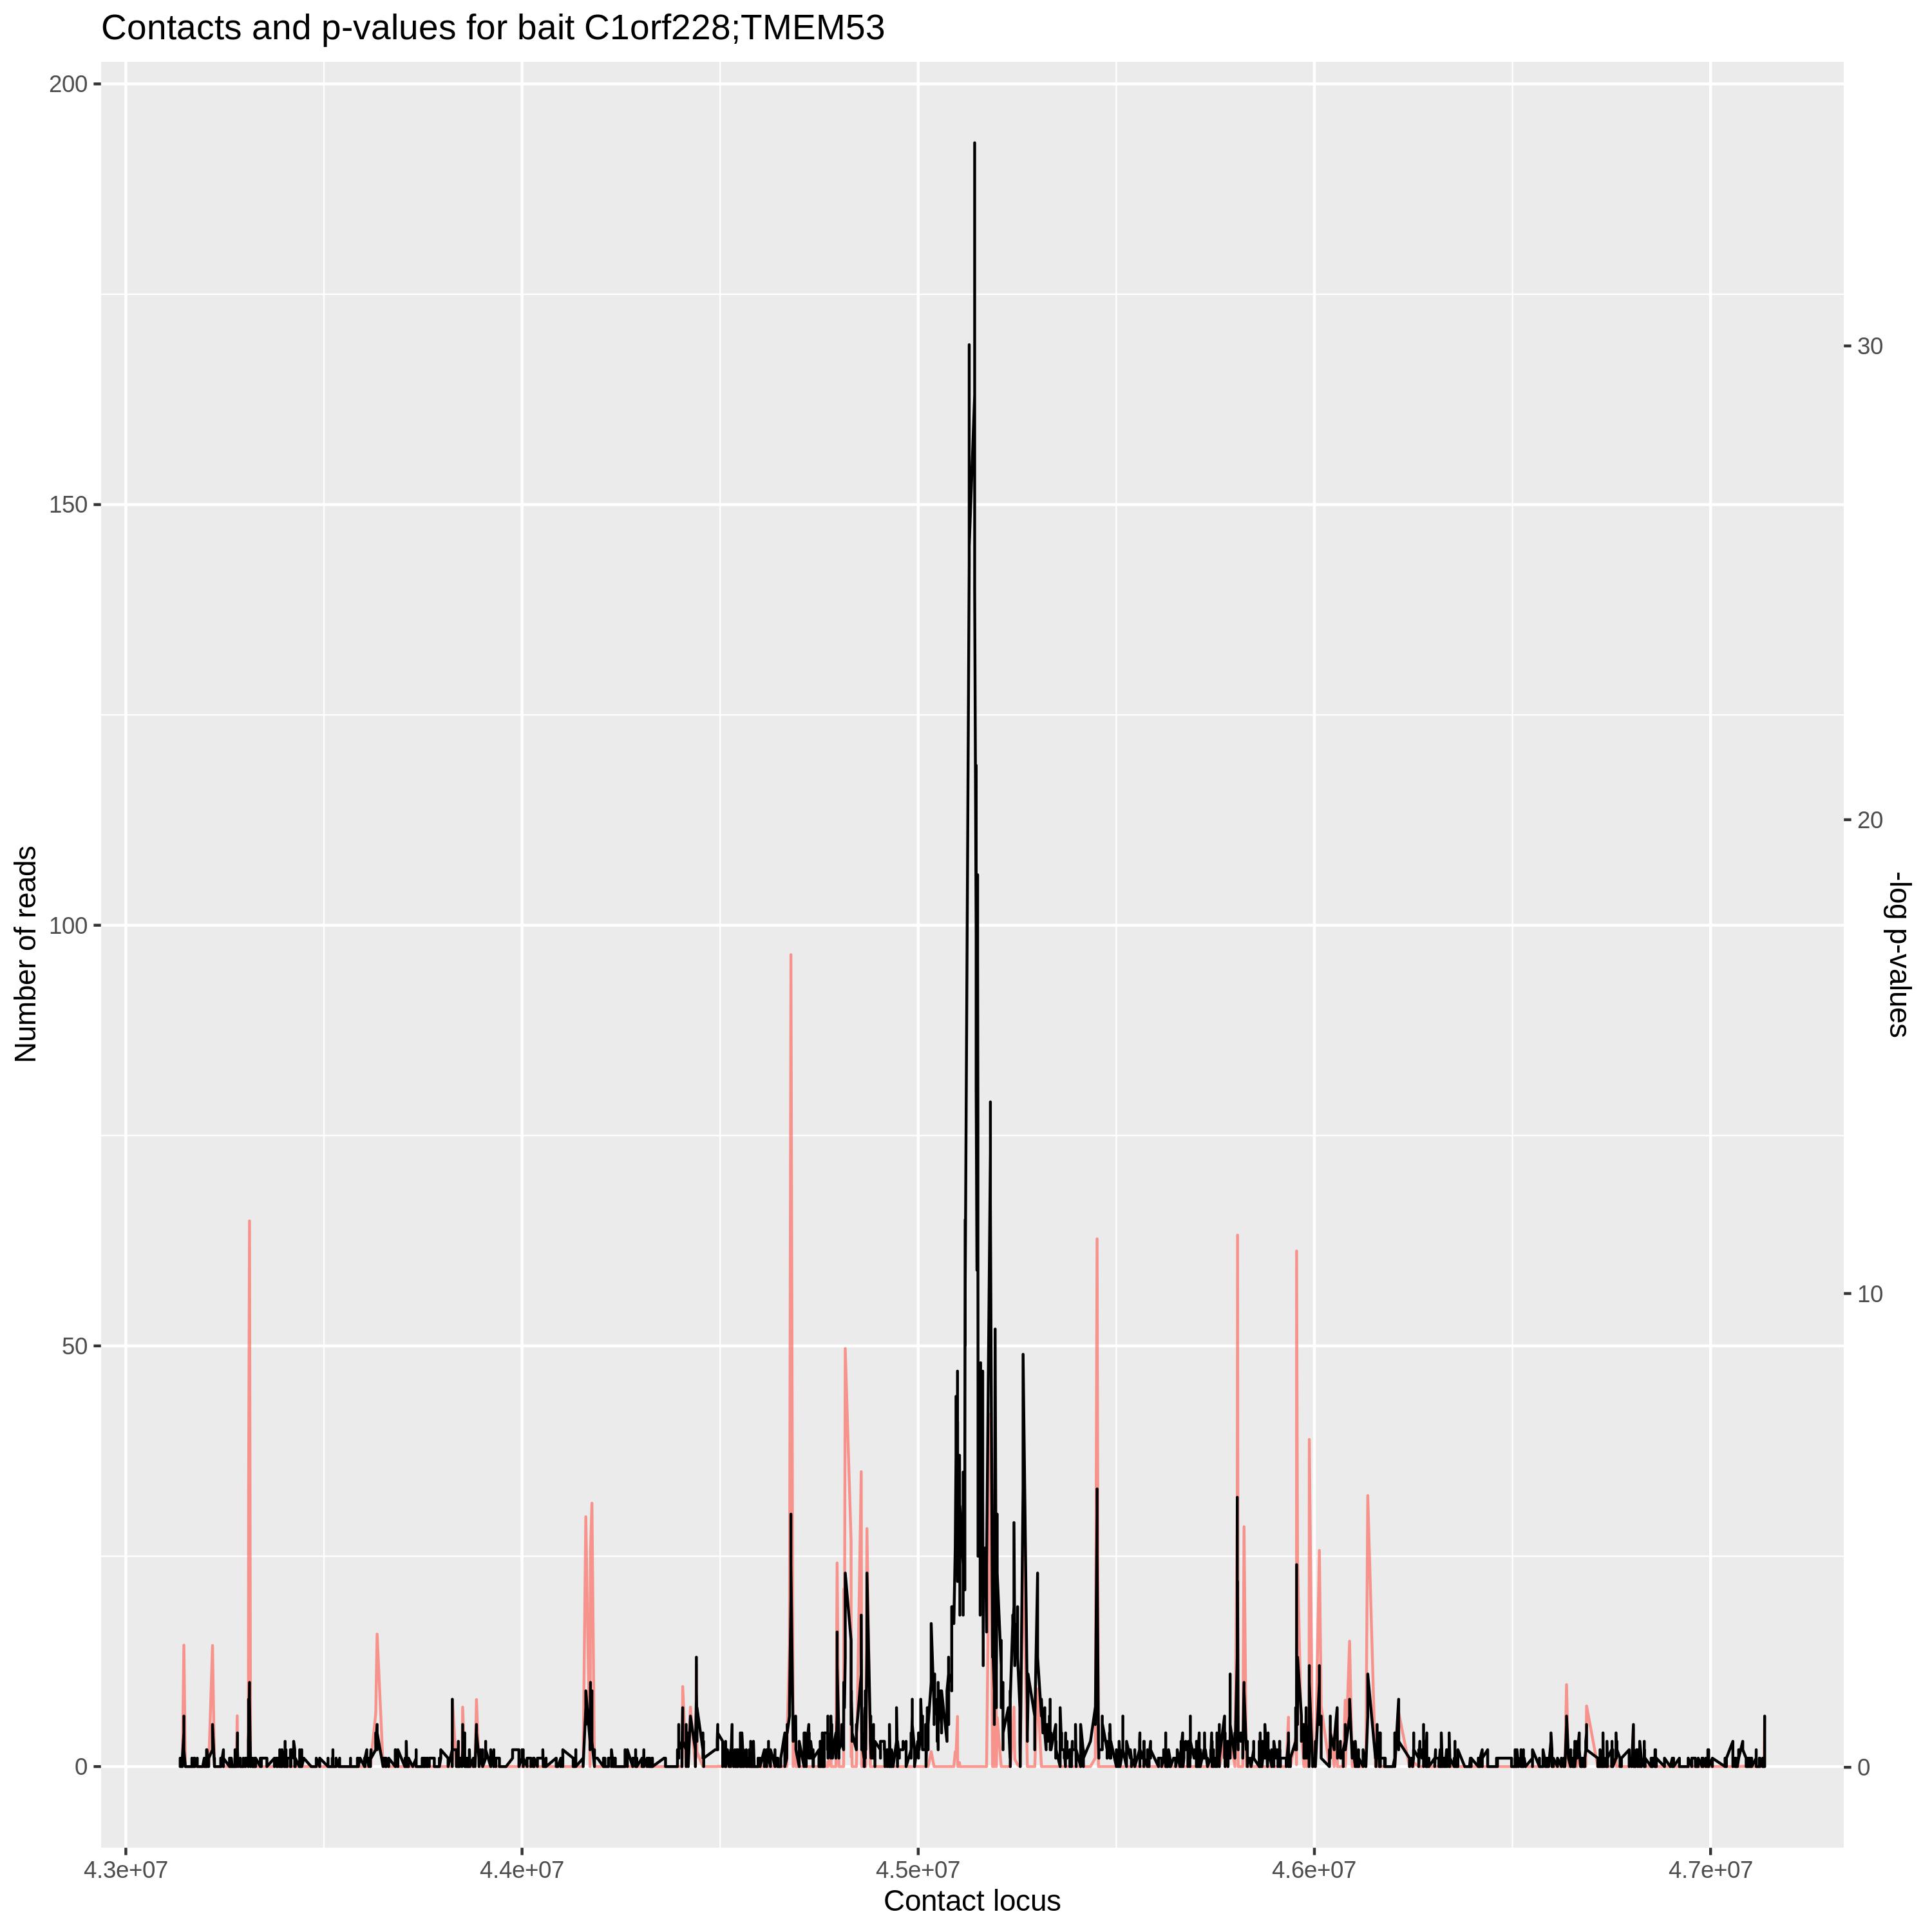 Contacts and p-values for bait C1orf228;TMEM53
200
150
100
50
0
Number of reads
30
20
10
0
-log p-values
4.3e+07 4.4e+07 4.5e+07 4.6e+07 4.7e+07
Contact locus